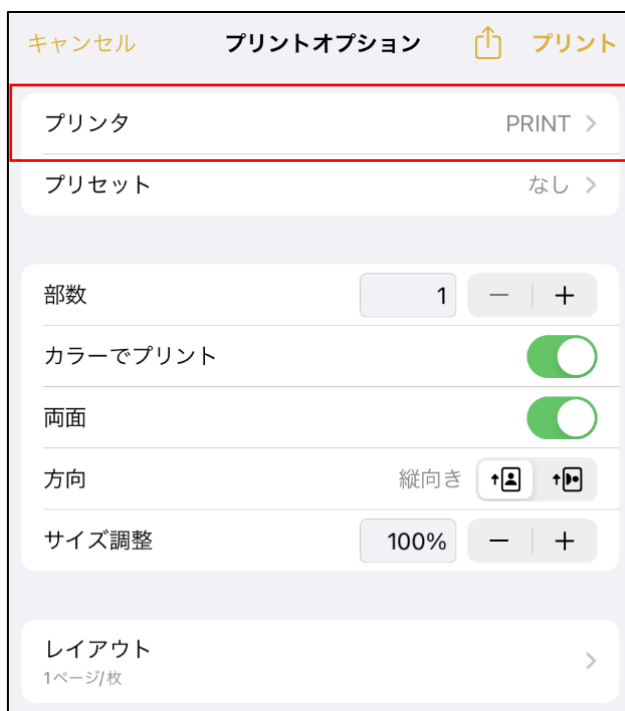 キャンセル プリントオプション プリント
プリンタ PRINT
プリセット なし
部数 1 − +
カラーでプリント
両面
方向 縦向き
サイズ調整 100% − +
レイアウト
1ページ/枚